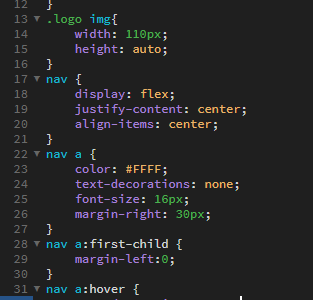 12 }
13 .logo img{
14 width: 110px;
15 height: auto;
16 }
17 nav {
18 display: flex;
19 justify-content: center;
20 align-items: center;
21 }
22 nav a {
23 color: #FFFF;
24 text-decorations: none;
25 font-size: 16px;
26 margin-right: 30px;
27 }
28 nav a:first-child {
29 margin-left:0;
30 }
31 nav a:hover {